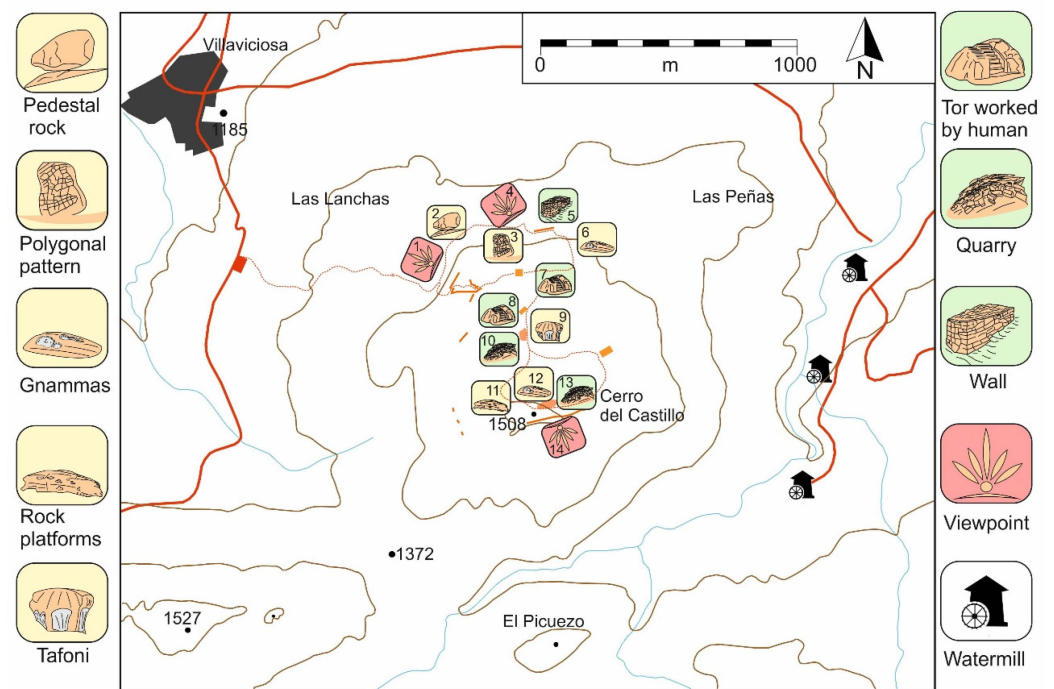 Pedestal
rock
Polygonal
pattern
Gnammas
Rock
platforms
Tafoni
Villaviciosa
1185
0
m
1000
N
Las Lanchas
Las Peñas
1
2
3
4
5
6
7
8
9
10
11
12
13
14
Cerro
del Castillo
1508
1372
1527
El Picuezo
Tor worked
by human
Quarry
Wall
Viewpoint
Watermill